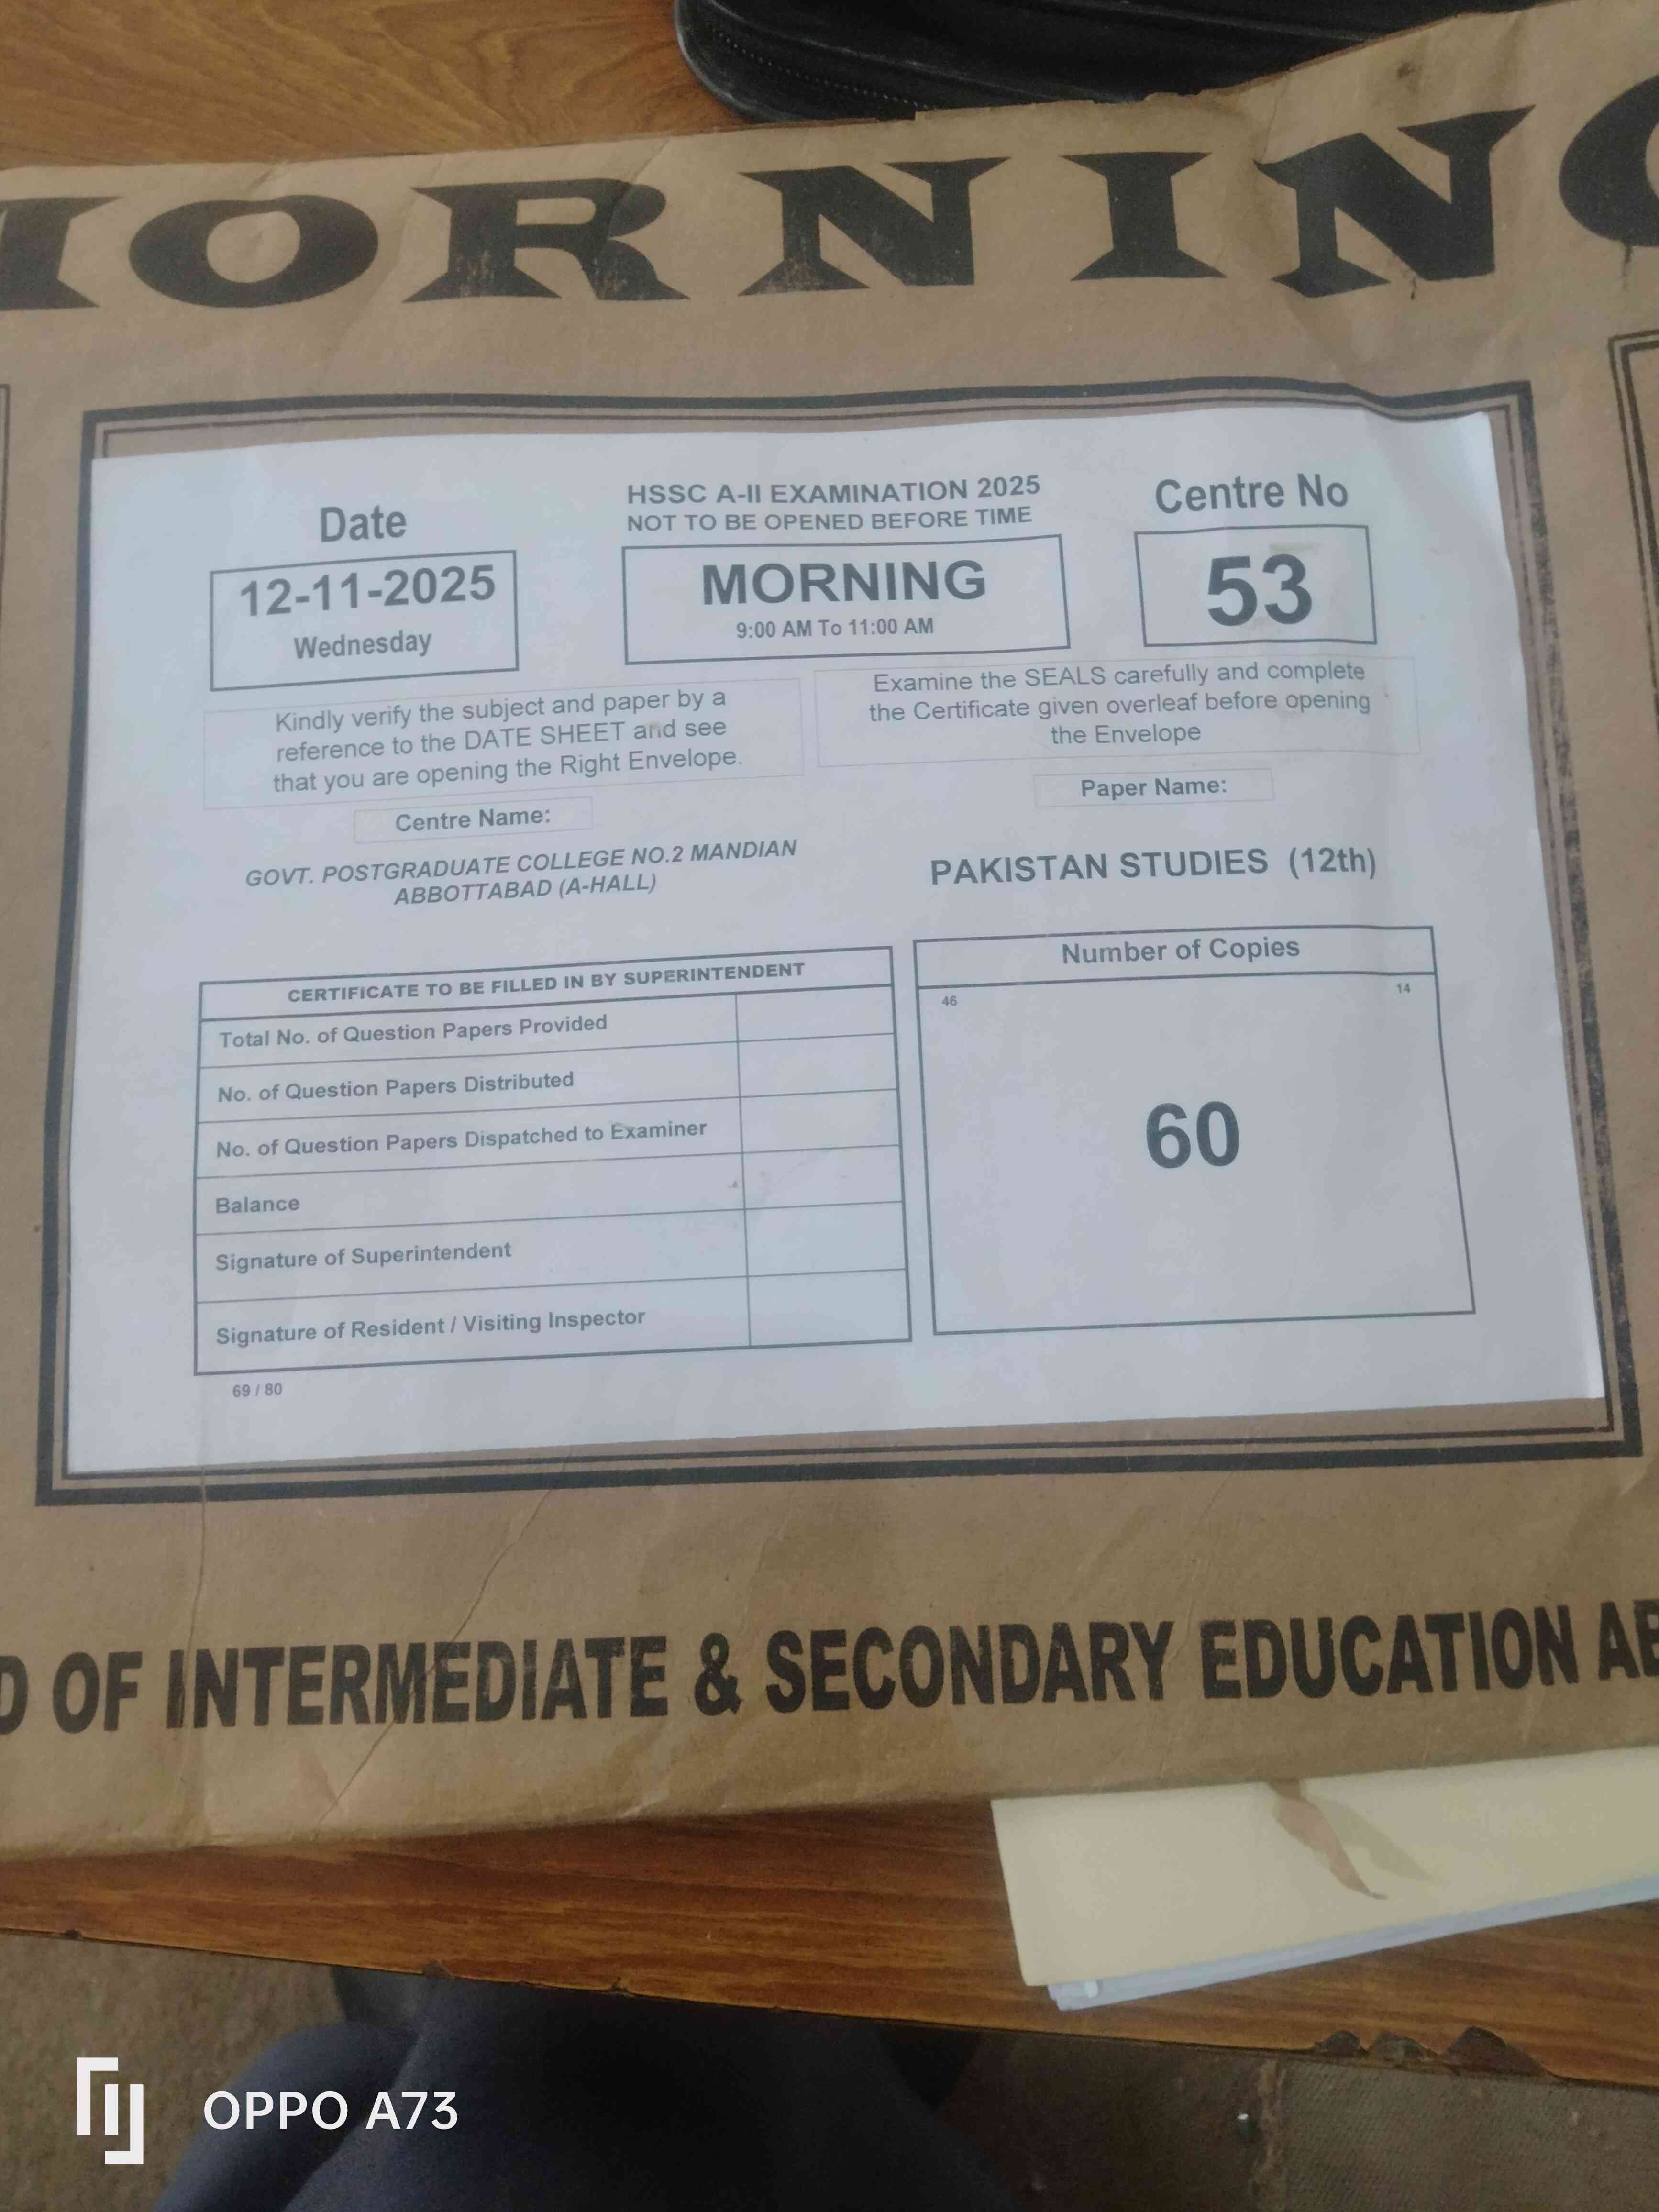 MORNING
Date
12-11-2025
Wednesday
HSSC A-II EXAMINATION 2025
NOT TO BE OPENED BEFORE TIME
MORNING
9:00 AM To 11:00 AM
Centre No
53
Kindly verify the subject and paper by a
reference to the DATE SHEET and see
that you are opening the Right Envelope.
Examine the SEALS carefully and complete
the Certificate given overleaf before opening
the Envelope
Centre Name:
GOVT. POSTGRADUATE COLLEGE NO.2 MANDIAN
ABBOTTABAD (A-HALL)
Paper Name:
PAKISTAN STUDIES (12th)
CERTIFICATE TO BE FILLED IN BY SUPERINTENDENT
Total No. of Question Papers Provided
No. of Question Papers Distributed
No. of Question Papers Dispatched to Examiner
Balance
Signature of Superintendent
Signature of Resident / Visiting Inspector
69 / 80
Number of Copies
46 14
60
D OF INTERMEDIATE & SECONDARY EDUCATION AB
OPPO A73